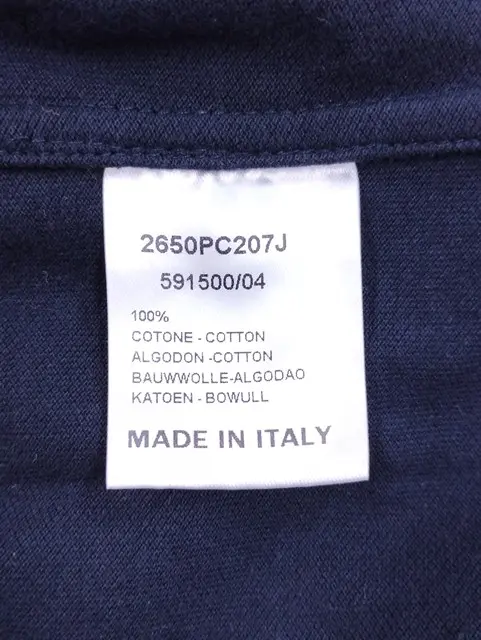 2650PC207J
591500/04
100%
COTONE - COTTON
ALGODON -COTTON
BAUWWOLLE-ALGODAO
KATOEN - BOWULL
MADE IN ITALY